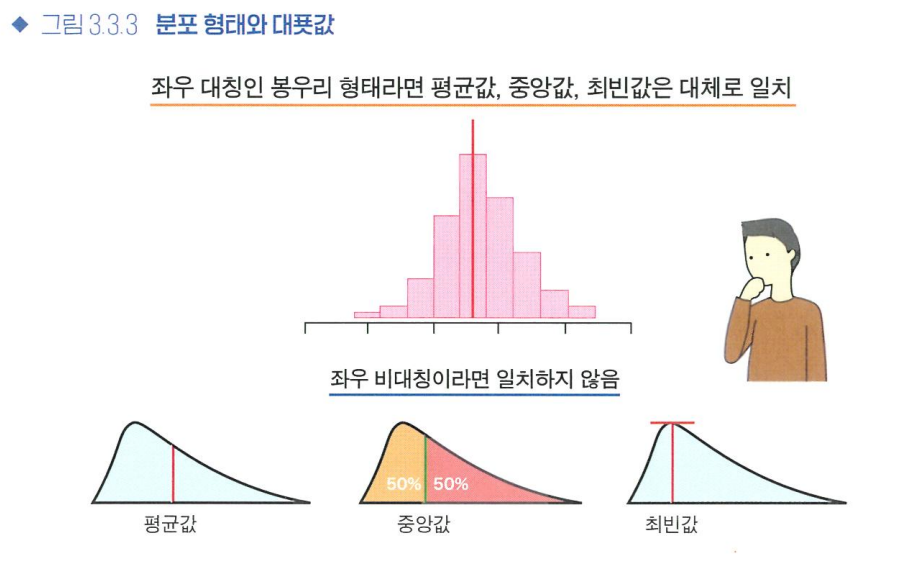 ◆ 그림 3.3.3 분포 형태와 대푯값
좌우 대칭인 봉우리 형태라면 평균값, 중앙값, 최빈값은 대체로 일치
좌우 비대칭이라면 일치하지 않음
50% 50%
평균값 중앙값 최빈값